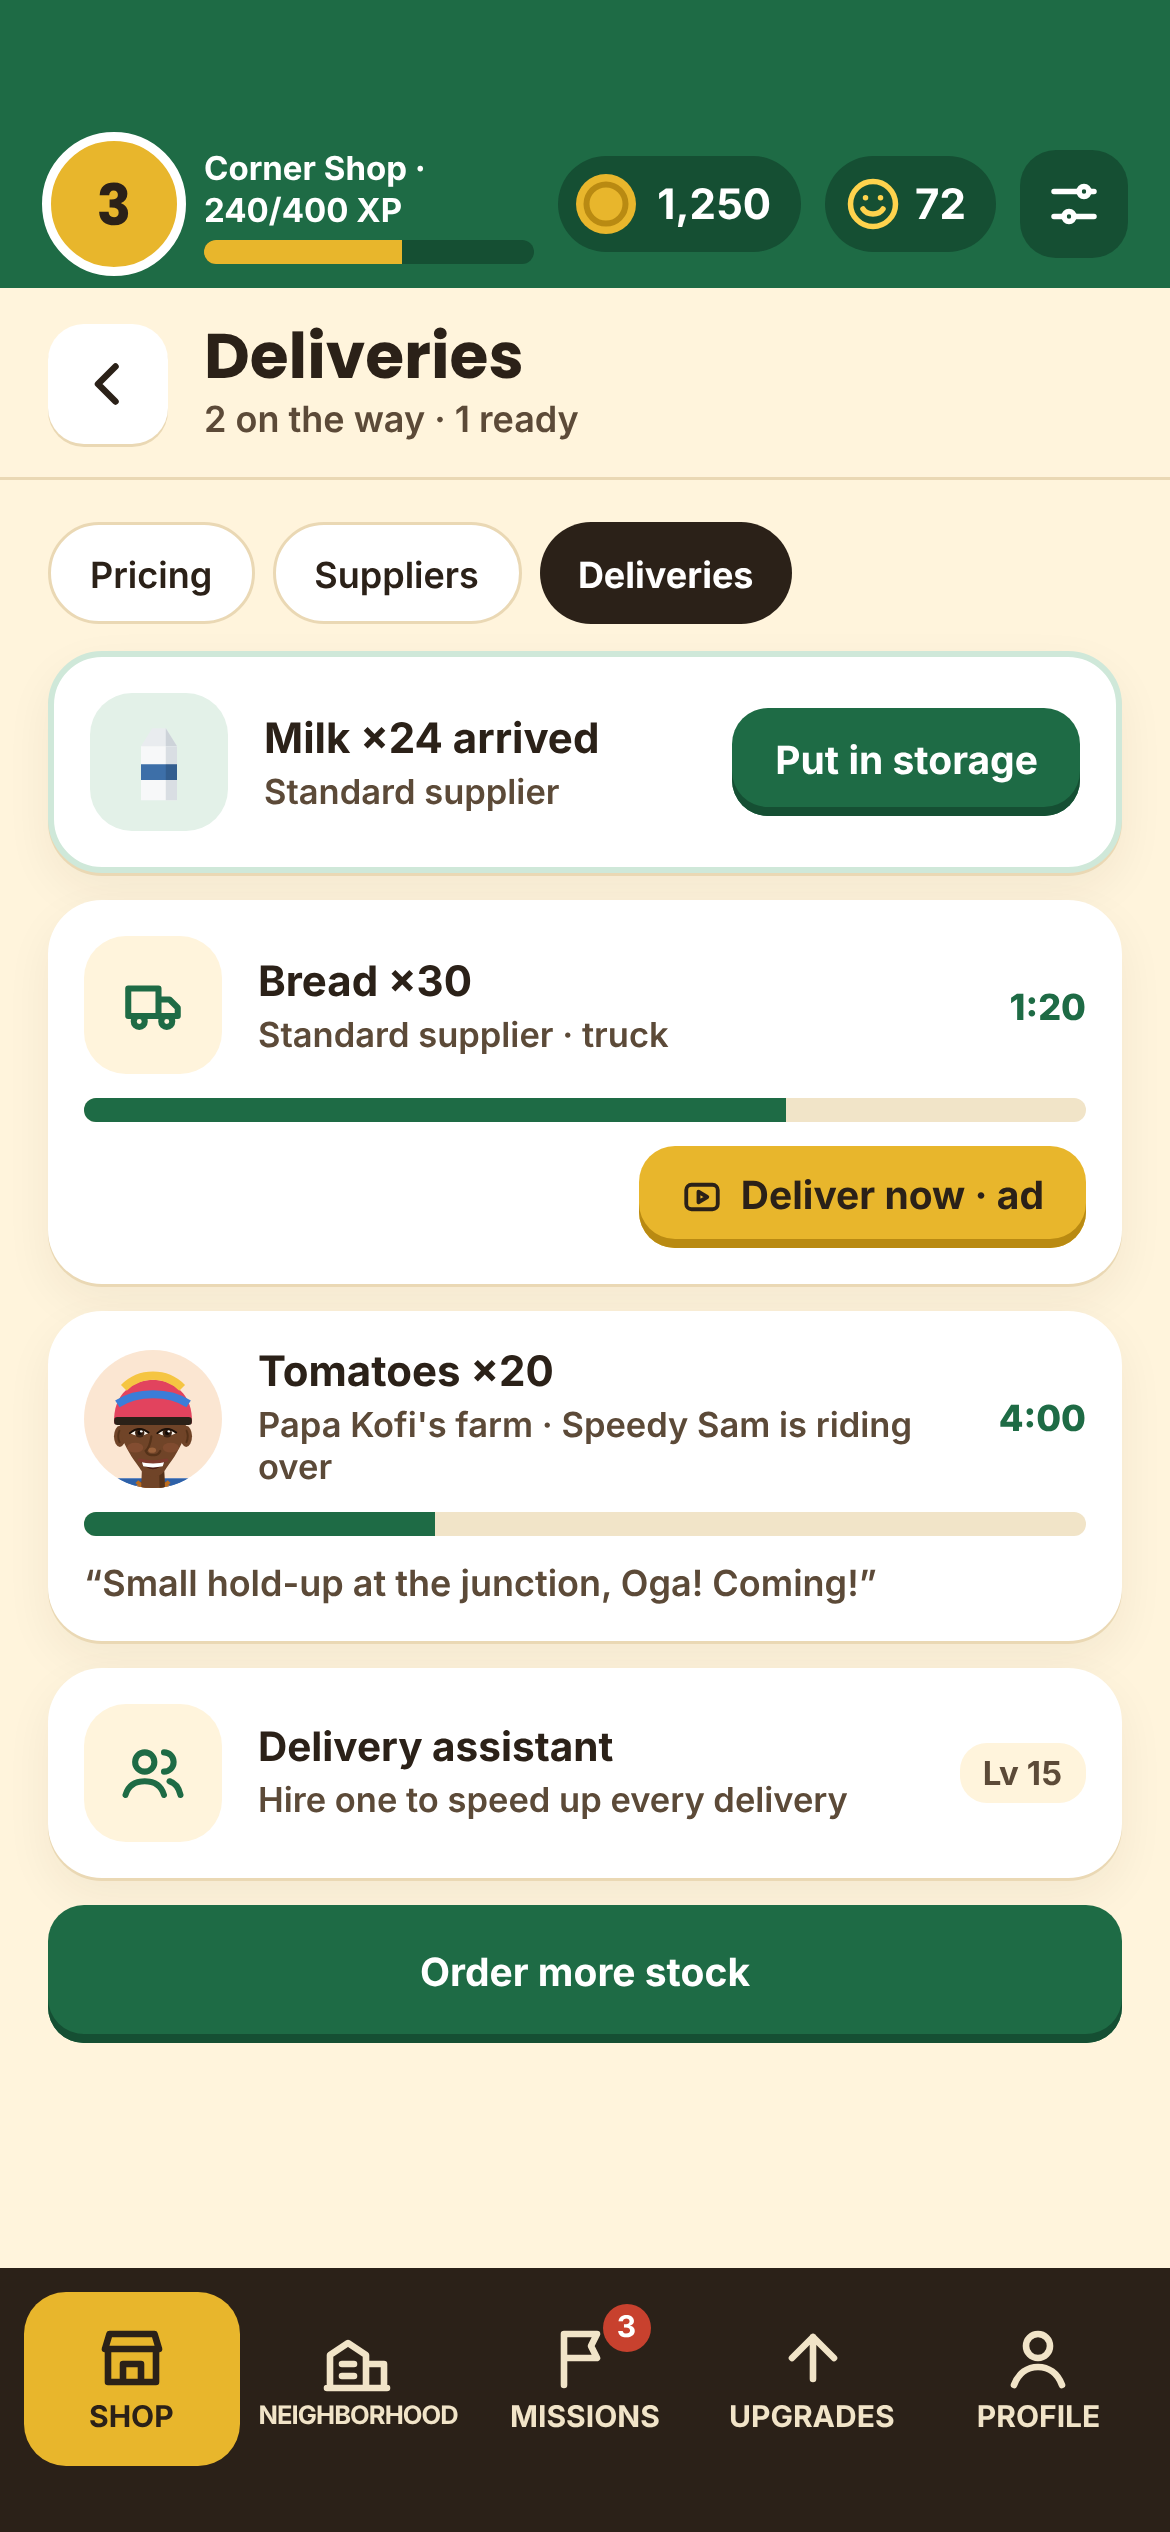 3
Corner Shop ·
240/400 XP
1,250
72
Deliveries
2 on the way · 1 ready
Pricing
Suppliers
Deliveries
Milk ×24 arrived
Standard supplier
Put in storage
Bread ×30
Standard supplier · truck
1:20
Deliver now · ad
Tomatoes ×20
Papa Kofi's farm · Speedy Sam is riding
over
4:00
“Small hold-up at the junction, Oga! Coming!”
Delivery assistant
Hire one to speed up every delivery
Lv 15
Order more stock
SHOP
NEIGHBORHOOD
3
MISSIONS
UPGRADES
PROFILE